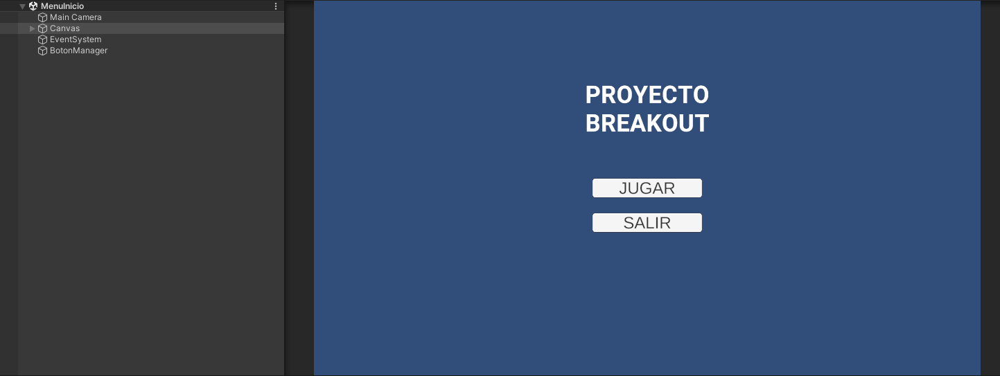 MenuInicio
Main Camera
Canvas
EventSystem
BotonManager
PROYECTO
BREAKOUT
JUGAR
SALIR